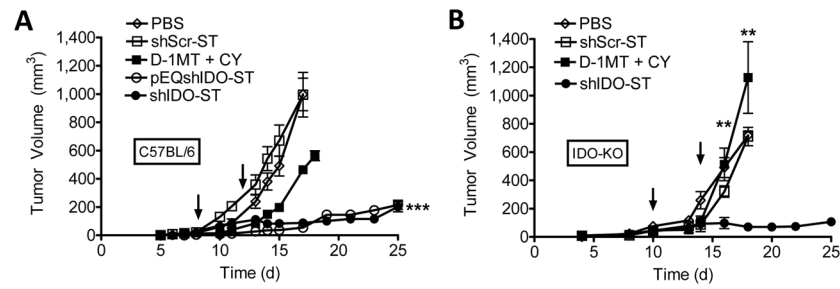 A
PBS
shScr-ST
D-1MT + CY
pEQshIDO-ST
shIDO-ST
C57BL/6
Tumor Volume (mm3)
1,400
1,200
1,000
800
600
400
200
0
0 5 10 15 20 25
Time (d)
***
B
PBS
shScr-ST
D-1MT + CY
shIDO-ST
IDO-KO
**
**
Tumor Volume (mm3)
1,400
1,200
1,000
800
600
400
200
0
0 5 10 15 20 25
Time (d)